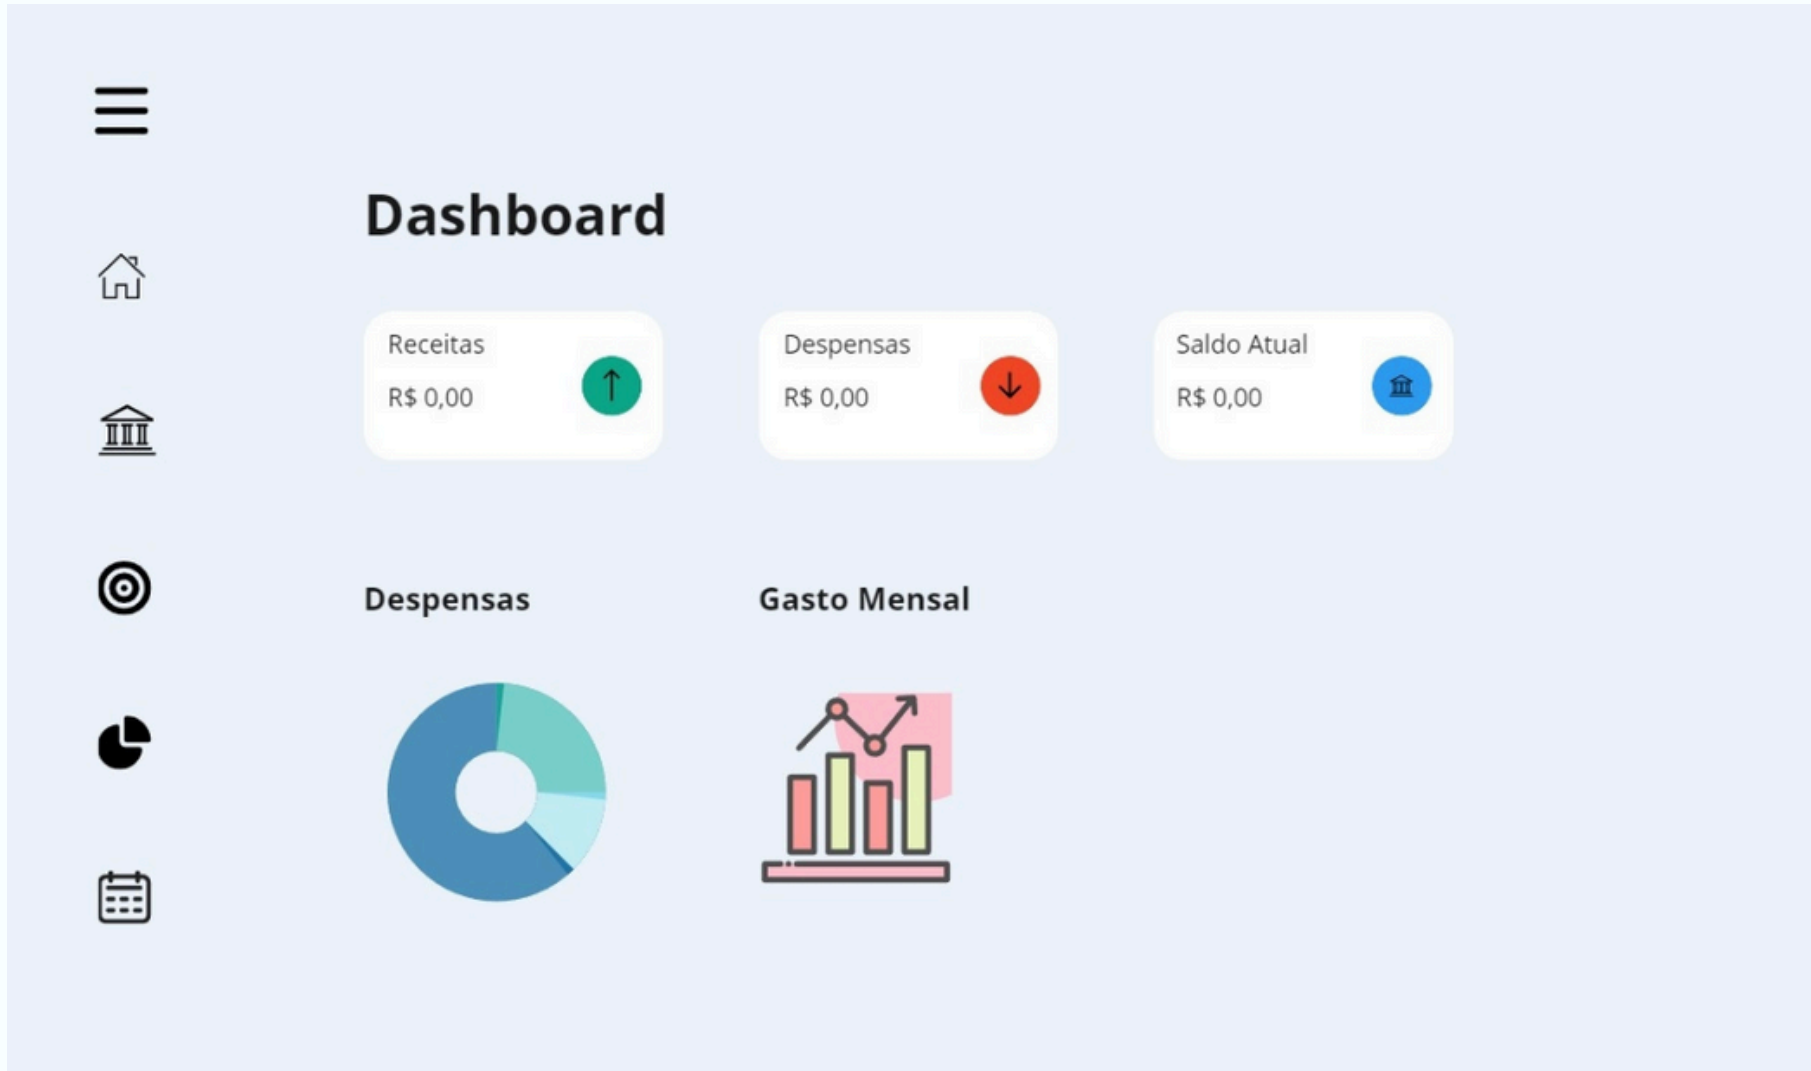 Dashboard
Receitas
R$ 0,00
Despensas
R$ 0,00
Saldo Atual
R$ 0,00
Despensas
Gasto Mensal